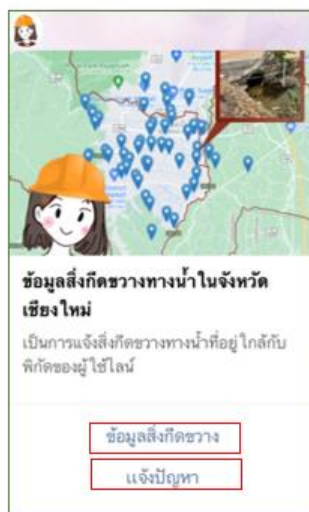 ข้อมูลสิ่งกีดขวางทางน้ำในจังหวัด
เชียงใหม่
เป็นการแจ้งสิ่งกีดขวางทางน้ำที่อยู่ใกล้กับ
พิกัดของผู้ใช้ไลน์
ข้อมูลสิ่งกีดขวาง
แจ้งปัญหา